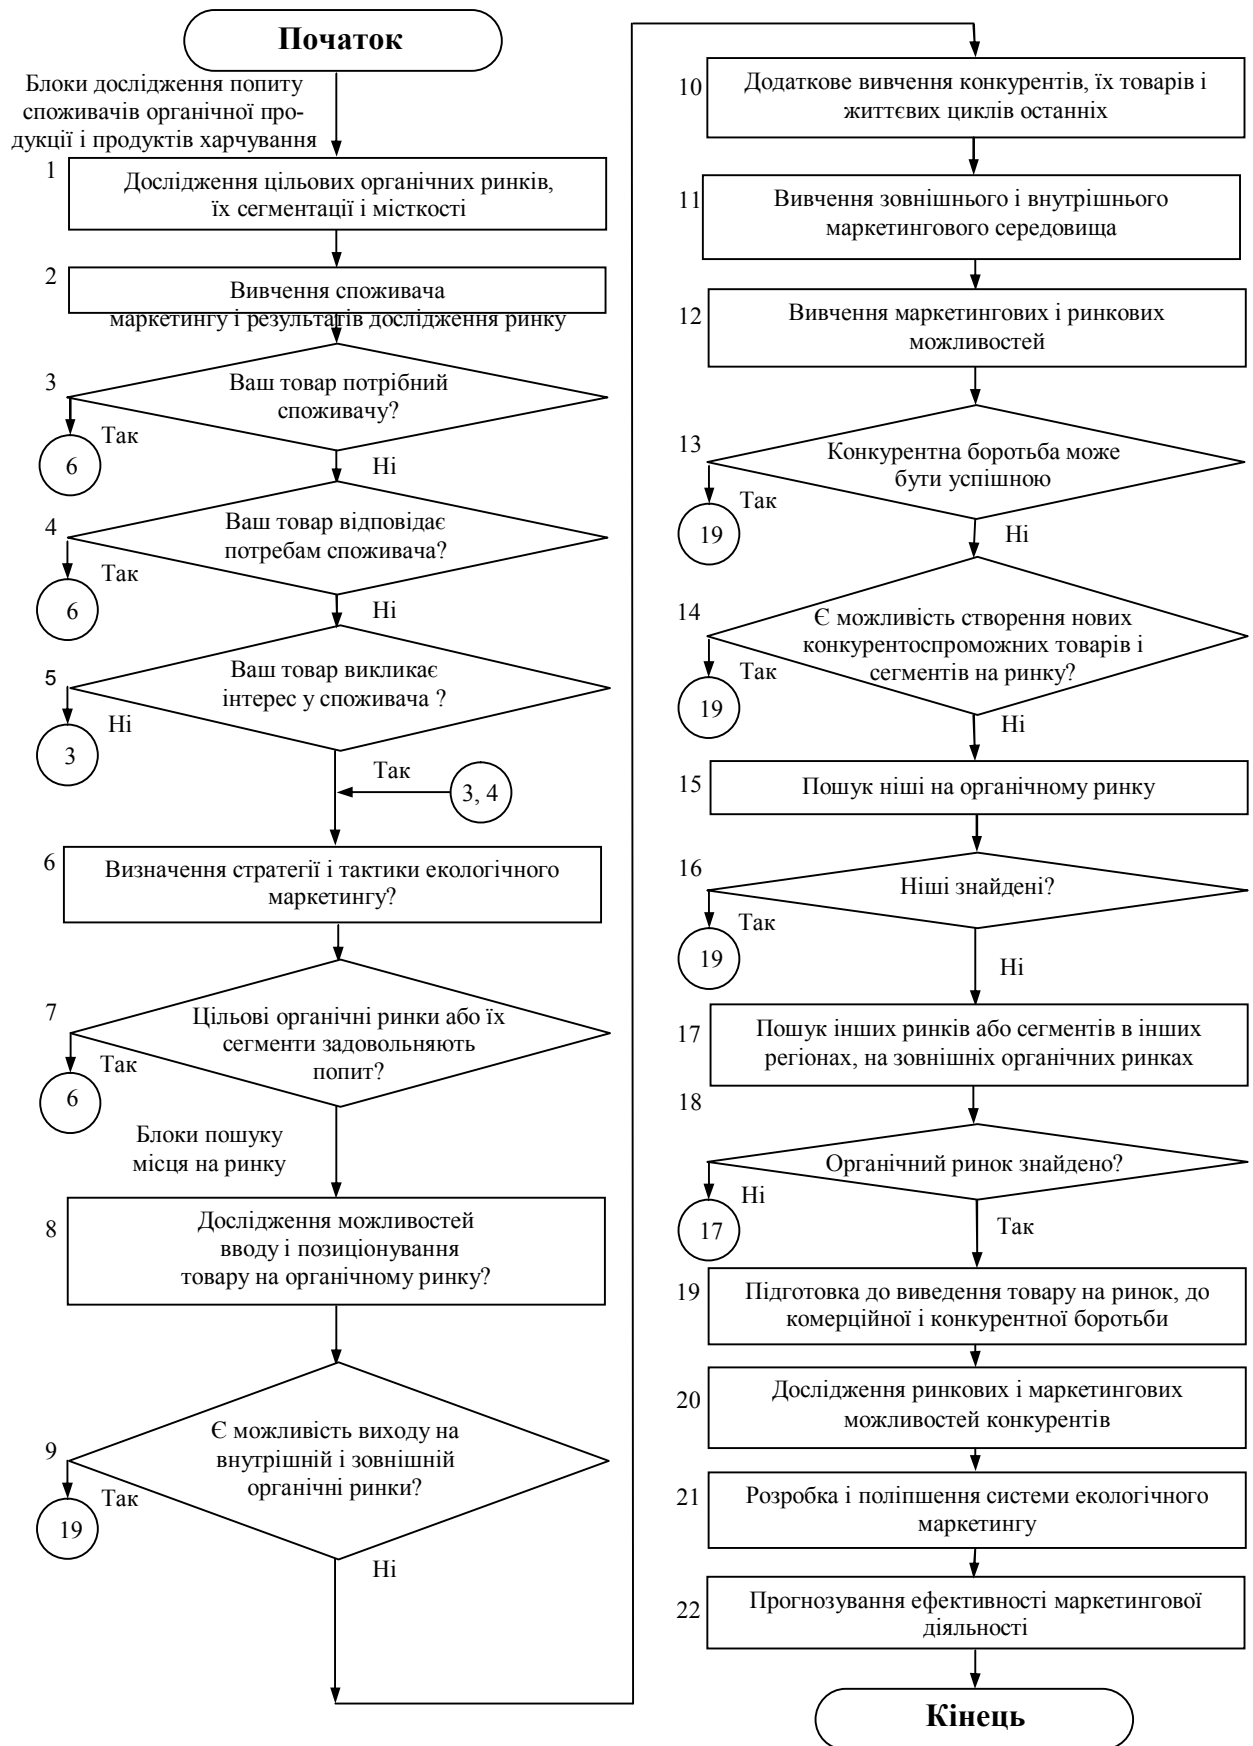 Початок
Блоки дослідження попиту
споживачів органічної про-
дукції і продуктів харчування
1
Дослідження цільових органічних ринків,
їх сегментації і місткості
2
Вивчення споживача
маркетингу і результатів дослідження ринку
3
Ваш товар потрібний
споживачу?
Так
6
Ні
4
Ваш товар відповідає
потребам споживача?
Так
6
Ні
5
Ваш товар викликає
інтерес у споживача ?
Ні
3
Так
3, 4
6
Визначення стратегії і тактики екологічного
маркетингу?
7
Цільові органічні ринки або їх
сегменти задовольняють
попит?
Так
6
Блоки пошуку
місця на ринку
8
Дослідження можливостей
вводу і позиціонування
товару на органічному ринку?
9
Є можливість виходу на
внутрішній і зовнішній
органічні ринки?
Так
19
Ні
10
Додаткове вивчення конкурентів, їх товарів і
життєвих циклів останніх
11
Вивчення зовнішнього і внутрішнього
маркетингового середовища
12
Вивчення маркетингових і ринкових
можливостей
13
Конкурентна боротьба може
бути успішною
Так
19
Ні
14
Є можливість створення нових
конкурентоспроможних товарів і
сегментів на ринку?
Так
19
Ні
15
Пошук ніші на органічному ринку
16
Ніші знайдені?
Так
19
Ні
17
Пошук інших ринків або сегментів в інших
регіонах, на зовнішніх органічних ринках
18
Органічний ринок знайдено?
Ні
17
Так
19
Підготовка до виведення товару на ринок, до
комерційної і конкурентної боротьби
20
Дослідження ринкових і маркетингових
можливостей конкурентів
21
Розробка і поліпшення системи екологічного
маркетингу
22
Прогнозування ефективності маркетингової
діяльності
Кінець